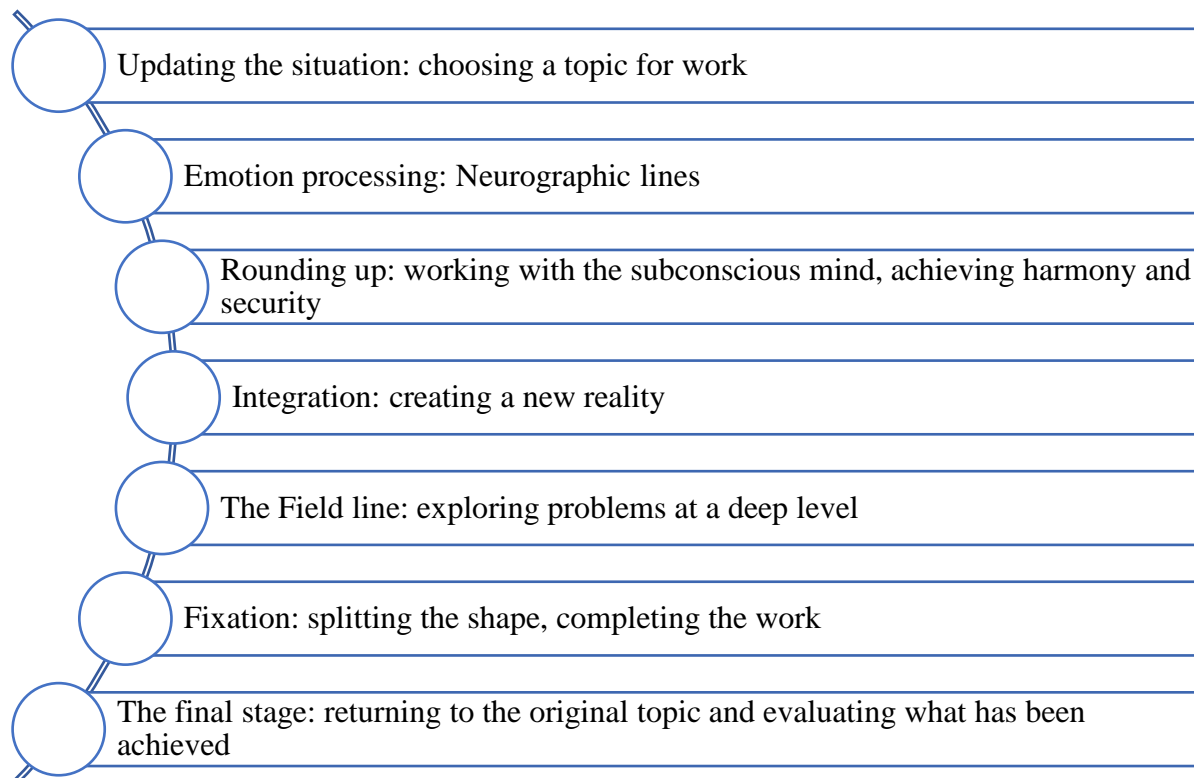 Updating the situation: choosing a topic for work
Emotion processing: Neurographic lines
Rounding up: working with the subconscious mind, achieving harmony and
security
Integration: creating a new reality
The Field line: exploring problems at a deep level
Fixation: splitting the shape, completing the work
The final stage: returning to the original topic and evaluating what has been
achieved